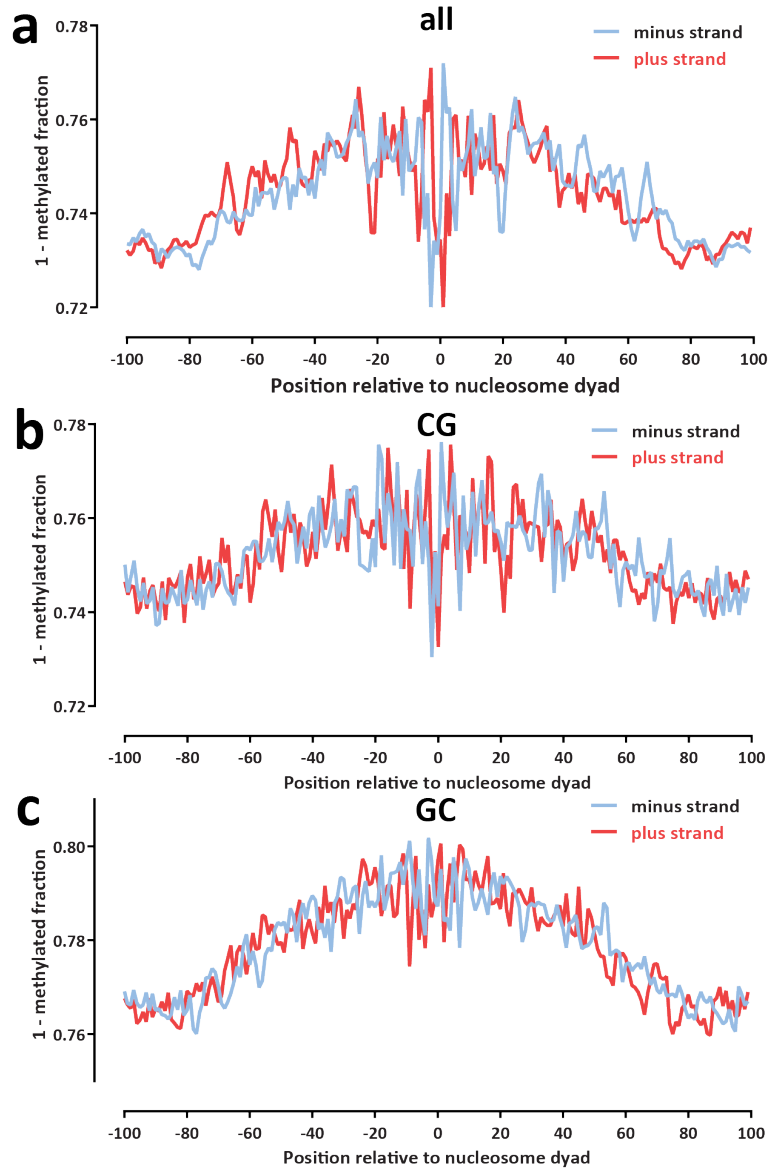 a
all
0.78
0.76
0.74
0.72
1 - methylated fraction
minus strand
plus strand
-100 -80 -60 -40 -20 0 20 40 60 80 100
Position relative to nucleosome dyad
b
CG
0.78
0.76
0.74
0.72
1 - methylated fraction
minus strand
plus strand
-100 -80 -60 -40 -20 0 20 40 60 80 100
Position relative to nucleosome dyad
c
GC
0.80
0.78
0.76
1 - methylated fraction
minus strand
plus strand
-100 -80 -60 -40 -20 0 20 40 60 80 100
Position relative to nucleosome dyad